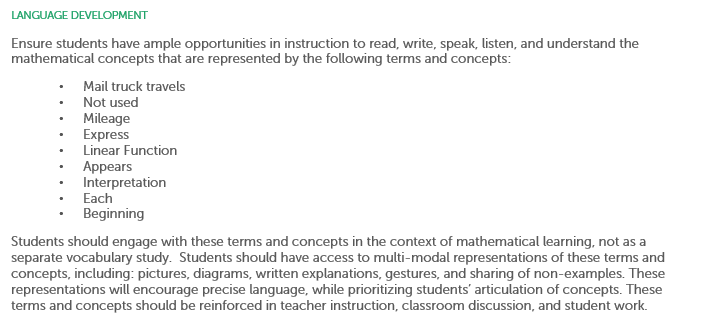 LANGUAGE DEVELOPMENT
Ensure students have ample opportunities in instruction to read, write, speak, listen, and understand the
mathematical concepts that are represented by the following terms and concepts:
• Mail truck travels
• Not used
• Mileage
• Express
• Linear Function
• Appears
• Interpretation
• Each
• Beginning
Students should engage with these terms and concepts in the context of mathematical learning, not as a
separate vocabulary study.  Students should have access to multi-modal representations of these terms and
concepts, including: pictures, diagrams, written explanations, gestures, and sharing of non-examples. These
representations will encourage precise language, while prioritizing students' articulation of concepts. These
terms and concepts should be reinforced in teacher instruction, classroom discussion, and student work.